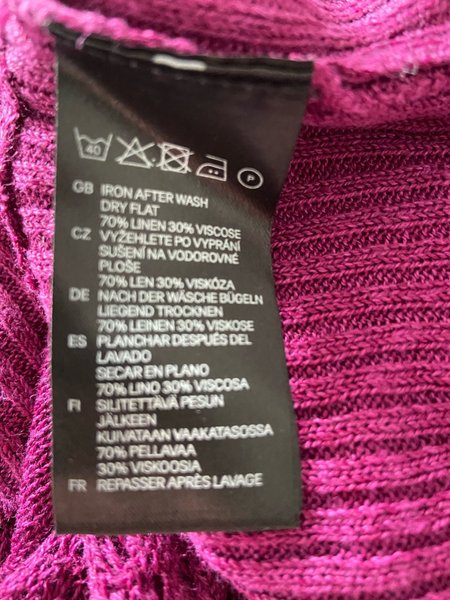 40
P
GB IRON AFTER WASH
DRY FLAT
70% LINEN 30% VISCOSE
CZ VYŽEHLETE PO VYPRÁNÍ
SUŠENÍ NA VODOROVNÉ
PLOŠE
70% LEN 30% VISKÓZA
DE NACH DER WÄSCHE BÜGELN
LIEGEND TROCKNEN
70% LEINEN 30% VISKOSE
ES PLANCHAR DESPUÉS DEL
LAVADO
SECAR EN PLANO
70% LINO 30% VISCOSA
FI SILITETTÄVÄ PESUN
JÄLKEEN
KUIVATAAN VAAKATASOSSA
70% PELLAVAA
30% VISKOOSIA
FR REPASSER APRÈS LAVAGE